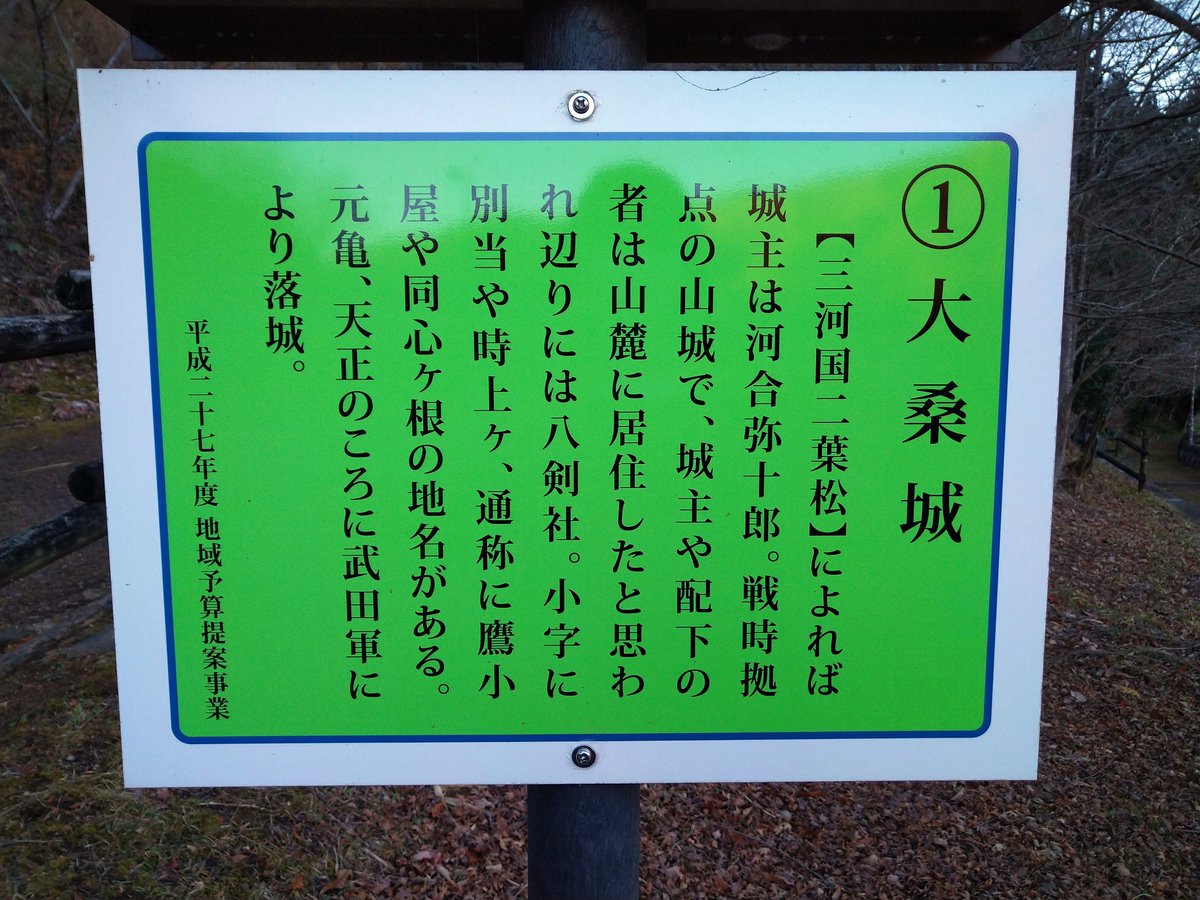 ①大桑城
【三河国二葉松】によれば
城主は河合弥十郎。戦時拠
点の山城で、城主や配下の
者は山麓に居住したと思わ
れ辺りには八剣社。小字に
別当や時上ヶ、通称に鷹小
屋や同心ヶ根の地名がある。
元亀、天正のころに武田軍に
より落城。
平成二十七年度 地域予算提案事業